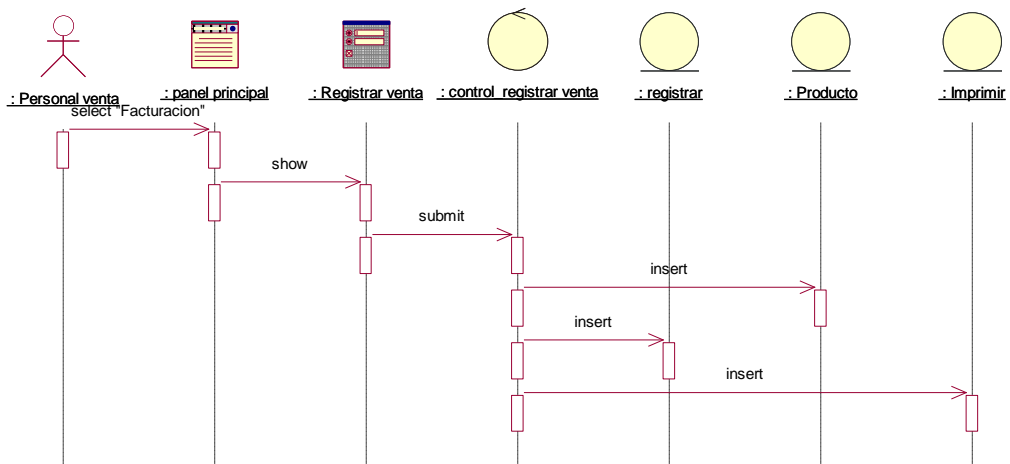 : Personal venta
: panel principal
: Registrar venta
: control_registrar venta
: registrar
: Producto
: Imprimir
select "Facturacion"
show
submit
insert
insert
insert